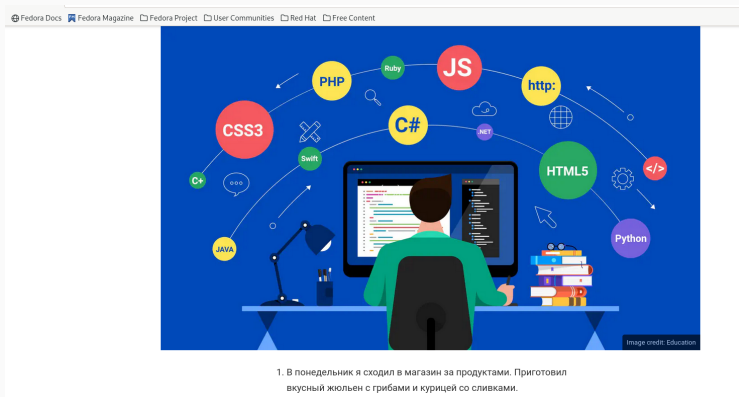 Fedora Docs Fedora Magazine Fedora Project User Communities Red Hat Free Content
JS
Ruby
PHP
http:
CSS3
C#
.NET
Swift
HTML5
</>
C+
Python
JAVA
Image credit: Education
1. В понедельник я сходил в магазин за продуктами. Приготовил
вкусный жюльен с грибами и курицей со сливками.